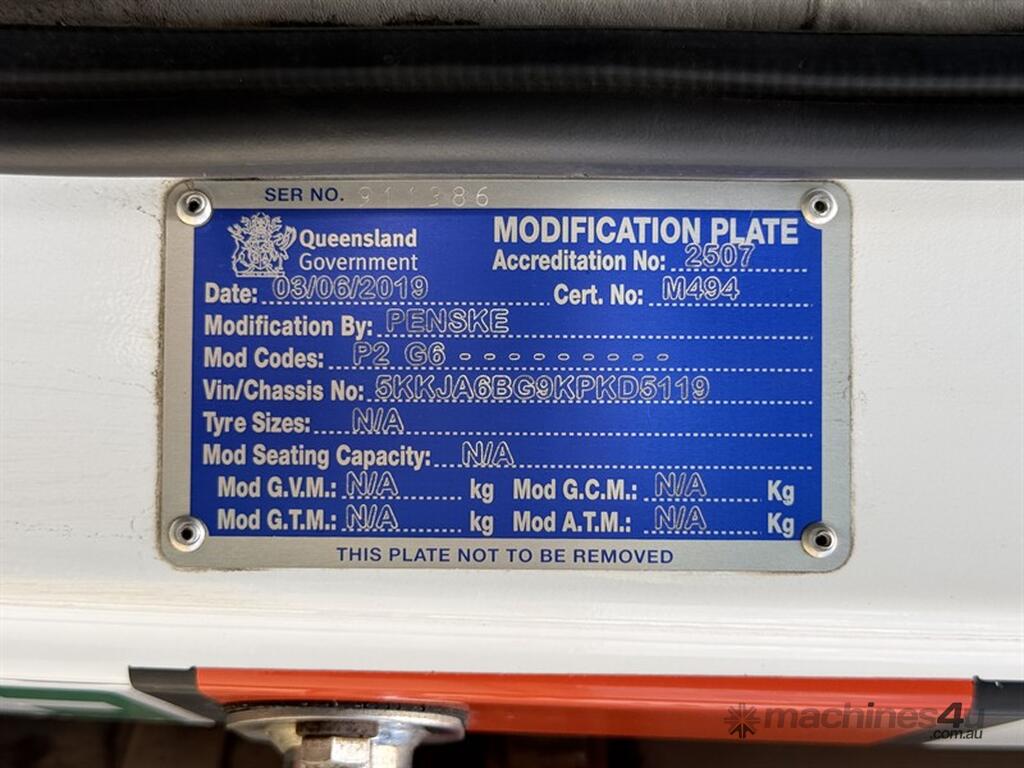 SER NO. 911386
Queensland Government
MODIFICATION PLATE
Accreditation No: 2507
Date: 03/06/2019 Cert. No: M494
Modification By: PENSKE
Mod Codes: P2 G6 - - - - - - - - -
Vin/Chassis No: 5KKJA6BG9KPKD5119
Tyre Sizes: N/A
Mod Seating Capacity: N/A
Mod G.V.M.: N/A kg Mod G.C.M.: N/A Kg
Mod G.T.M.: N/A kg Mod A.T.M.: N/A Kg
THIS PLATE NOT TO BE REMOVED
machines4u
.com.au